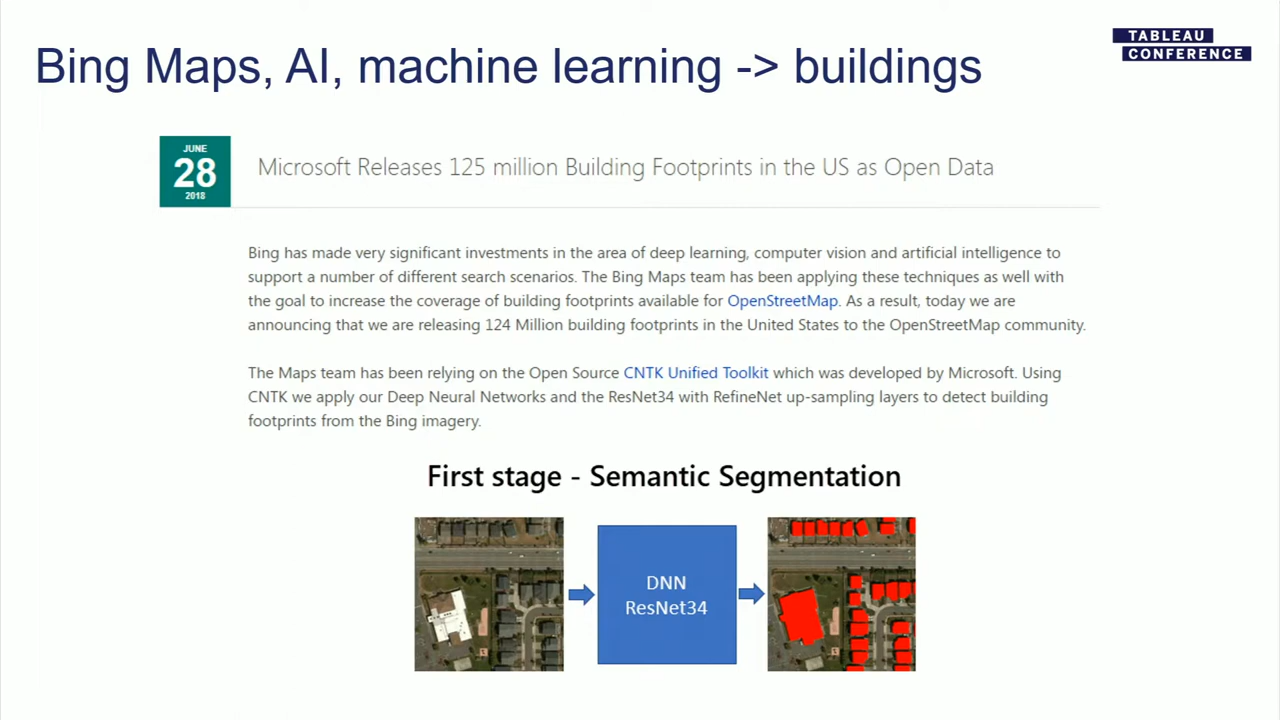 Bing Maps, AI, machine learning -> buildings
TABLEAU
CONFERENCE
JUNE
28
2018
Microsoft Releases 125 million Building Footprints in the US as Open Data
Bing has made very significant investments in the area of deep learning, computer vision and artificial intelligence to
support a number of different search scenarios. The Bing Maps team has been applying these techniques as well with
the goal to increase the coverage of building footprints available for OpenStreetMap. As a result, today we are
announcing that we are releasing 124 Million building footprints in the United States to the OpenStreetMap community.
The Maps team has been relying on the Open Source CNTK Unified Toolkit which was developed by Microsoft. Using
CNTK we apply our Deep Neural Networks and the ResNet34 with RefineNet up-sampling layers to detect building
footprints from the Bing imagery.
First stage - Semantic Segmentation
DNN
ResNet34